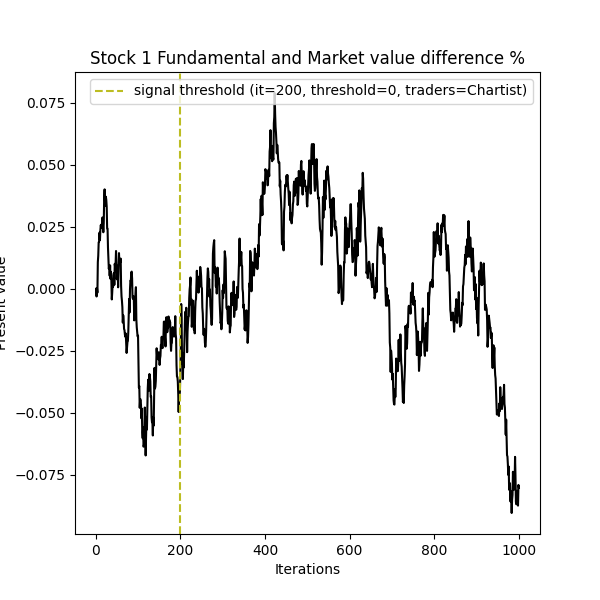 Stock 1 Fundamental and Market value difference %
signal threshold (it=200, threshold=0, traders=Chartist)
0.075
0.050
0.025
0.000
−0.025
−0.050
−0.075
Present value
0 200 400 600 800 1000
Iterations